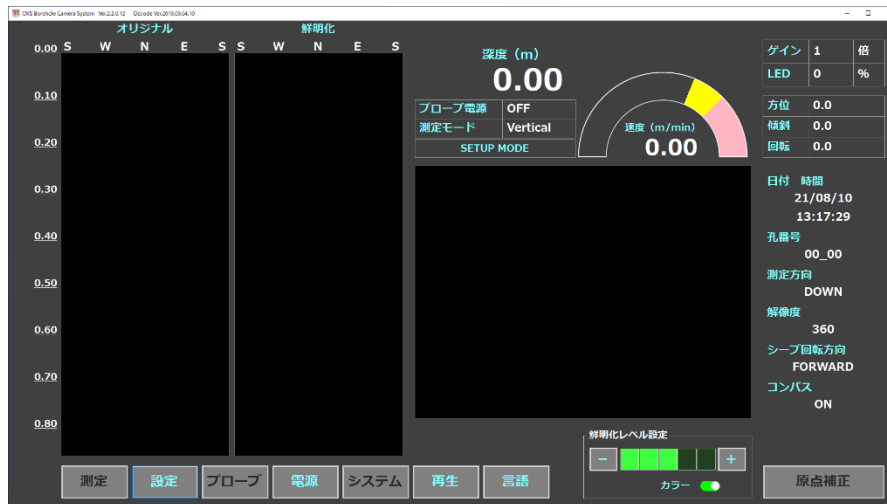 OKS Borehole Camera System Ver.2.2.0.12 Decode Ver.2019.09.04.10
オリジナル 鮮明化
S W N E S S W N E S
0.00
0.10
0.20
0.30
0.40
0.50
0.60
0.70
0.80
深度 (m)
0.00
プローブ電源 OFF
測定モード Vertical
SETUP MODE
速度 (m/min)
0.00
ゲイン 1 倍
LED 0 %
方位 0.0
傾斜 0.0
回転 0.0
日付 時間
21/08/10
13:17:29
孔番号
00_00
測定方向
DOWN
解像度
360
シーブ回転方向
FORWARD
コンパス
ON
鮮明化レベル設定
− +
カラー
測定 設定 プローブ 電源 システム 再生 言語 原点補正